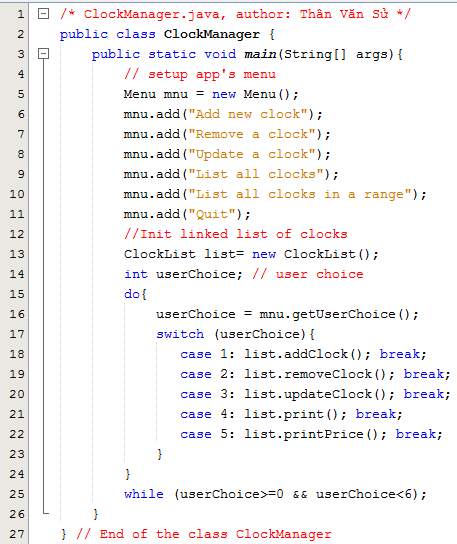 1 /* ClockManager.java, author: Thân Văn Sử */
2 public class ClockManager {
3 public static void main(String[] args){
4 // setup app's menu
5 Menu mnu = new Menu();
6 mnu.add("Add new clock");
7 mnu.add("Remove a clock");
8 mnu.add("Update a clock");
9 mnu.add("List all clocks");
10 mnu.add("List all clocks in a range");
11 mnu.add("Quit");
12 //Init linked list of clocks
13 ClockList list= new ClockList();
14 int userChoice; // user choice
15 do{
16 userChoice = mnu.getUserChoice();
17 switch (userChoice){
18 case 1: list.addClock(); break;
19 case 2: list.removeClock(); break;
20 case 3: list.updateClock(); break;
21 case 4: list.print(); break;
22 case 5: list.printPrice(); break;
23 }
24 }
25 while (userChoice>=0 && userChoice<6);
26 }
27 } // End of the class ClockManager